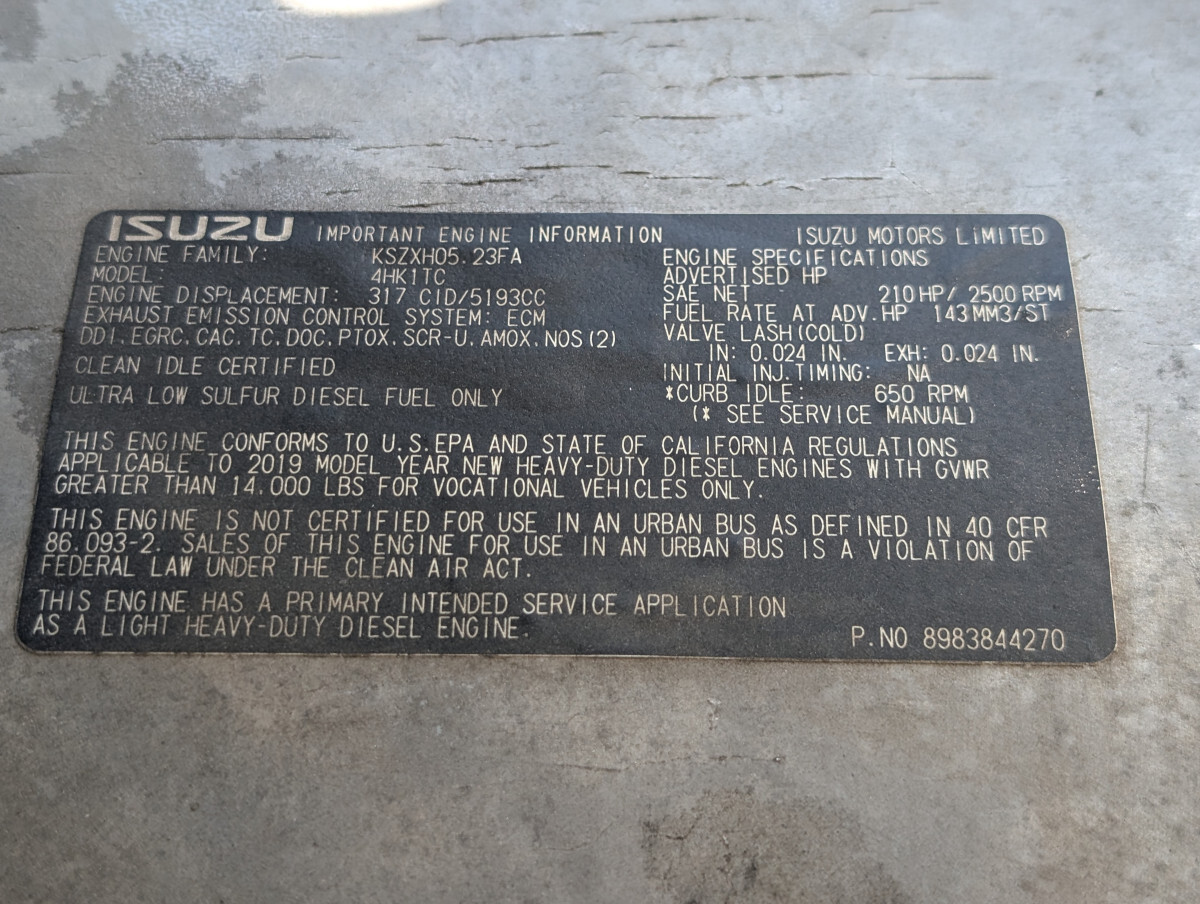 ISUZU IMPORTANT ENGINE INFORMATION ISUZU MOTORS LiMITED
ENGINE FAMILY: KSZXH05.23FA
MODEL: 4HK1TC
ENGINE DISPLACEMENT: 317 CID/5193CC
EXHAUST EMISSION CONTROL SYSTEM: ECM
DDI.EGRC.CAC.TC.DOC.PTOX.SCR-U.AMOX.NOS(2)
CLEAN IDLE CERTIFIED
ULTRA LOW SULFUR DIESEL FUEL ONLY
ENGINE SPECIFICATIONS
ADVERTISED HP
SAE NET 210HP/ 2500RPM
FUEL RATE AT ADV.HP 143MM3/ST
VALVE LASH(COLD)
IN: 0.024 IN. EXH: 0.024 IN.
INITIAL INJ.TIMING: NA
*CURB IDLE: 650 RPM
(* SEE SERVICE MANUAL)
THIS ENGINE CONFORMS TO U.S.EPA AND STATE OF CALIFORNIA REGULATIONS
APPLICABLE TO 2019 MODEL YEAR NEW HEAVY-DUTY DIESEL ENGINES WITH GVWR
GREATER THAN 14.000 LBS FOR VOCATIONAL VEHICLES ONLY.
THIS ENGINE IS NOT CERTIFIED FOR USE IN AN URBAN BUS AS DEFINED IN 40 CFR
86.093-2. SALES OF THIS ENGINE FOR USE IN AN URBAN BUS IS A VIOLATION OF
FEDERAL LAW UNDER THE CLEAN AIR ACT.
THIS ENGINE HAS A PRIMARY INTENDED SERVICE APPLICATION
AS A LIGHT HEAVY-DUTY DIESEL ENGINE.
P.NO 8983844270